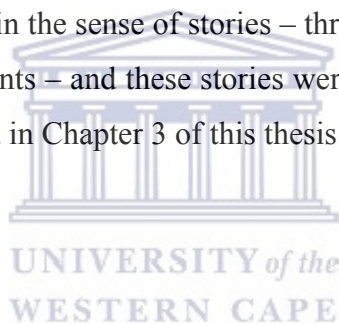 in the sense of stories – thr
nts – and these stories wer
in Chapter 3 of this thesis.
UNIVERSITY of the
WESTERN CAPE